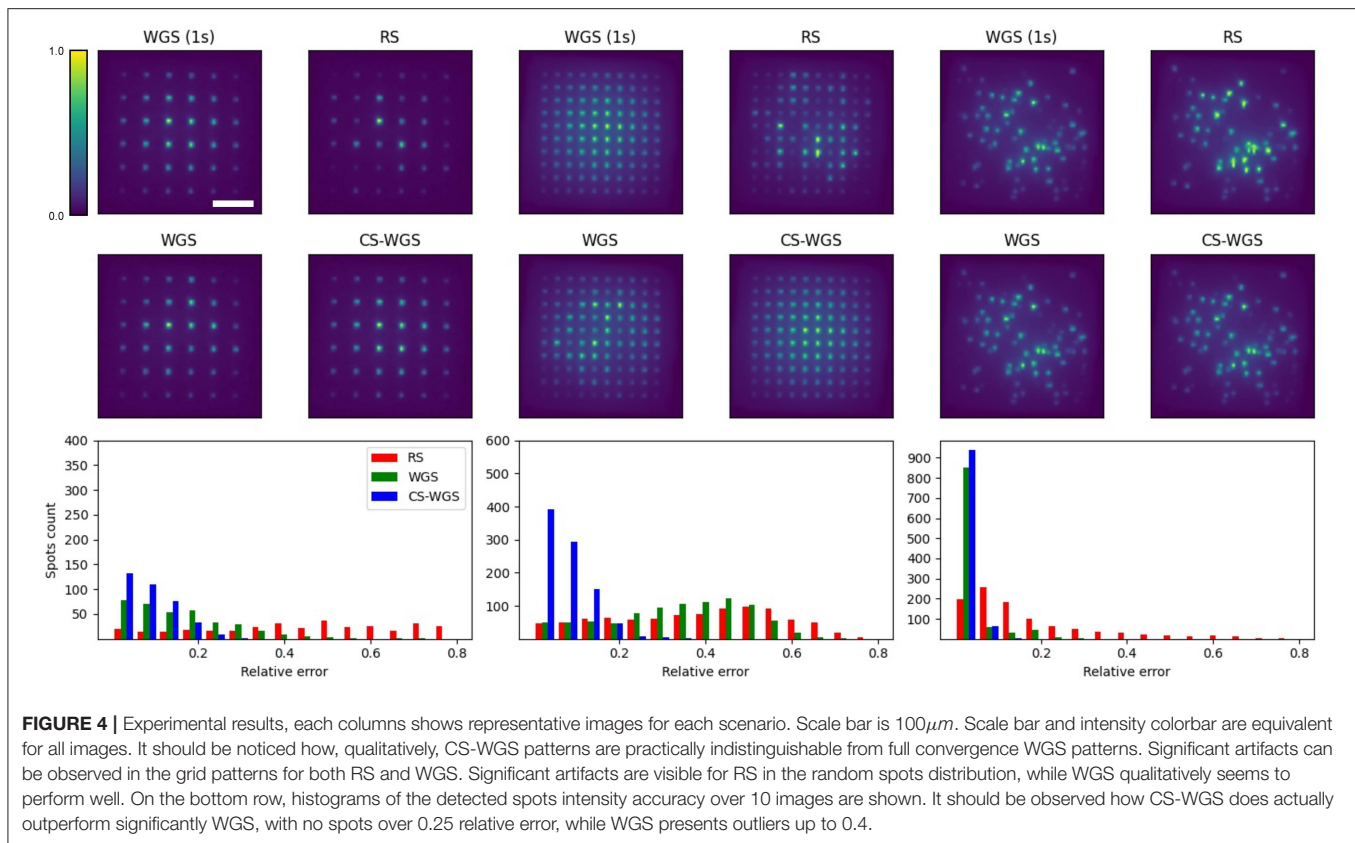 WGS (1s) RS WGS (1s) RS WGS (1s) RS
1.0
0.0
WGS CS-WGS WGS CS-WGS WGS CS-WGS
400
350
300
250
200
150
100
50
Spots count
RS
WGS
CS-WGS
0.2 0.4 0.6 0.8
Relative error
600
500
400
300
200
100
0.2 0.4 0.6 0.8
Relative error
900
800
700
600
500
400
300
200
100
0.2 0.4 0.6 0.8
Relative error
FIGURE 4 | Experimental results, each columns shows representative images for each scenario. Scale bar is 100μm. Scale bar and intensity colorbar are equivalent
for all images. It should be noticed how, qualitatively, CS-WGS patterns are practically indistinguishable from full convergence WGS patterns. Significant artifacts can
be observed in the grid patterns for both RS and WGS. Significant artifacts are visible for RS in the random spots distribution, while WGS qualitatively seems to
perform well. On the bottom row, histograms of the detected spots intensity accuracy over 10 images are shown. It should be observed how CS-WGS does actually
outperform significantly WGS, with no spots over 0.25 relative error, while WGS presents outliers up to 0.4.